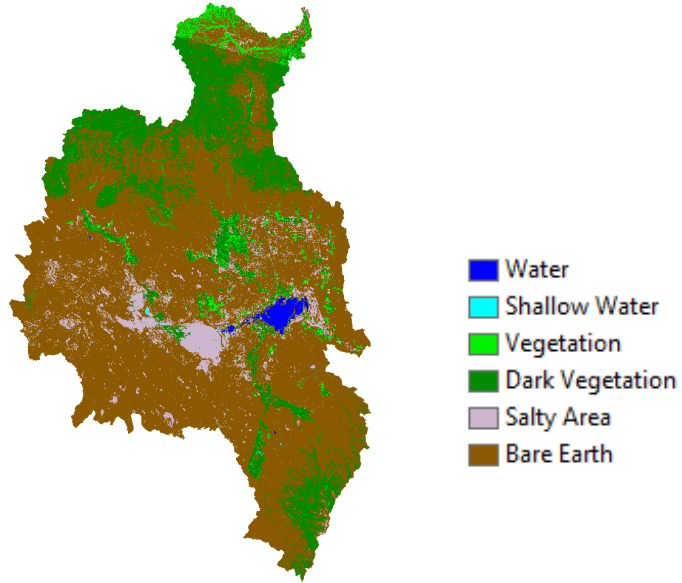 Water
Shallow Water
Vegetation
Dark Vegetation
Salty Area
Bare Earth